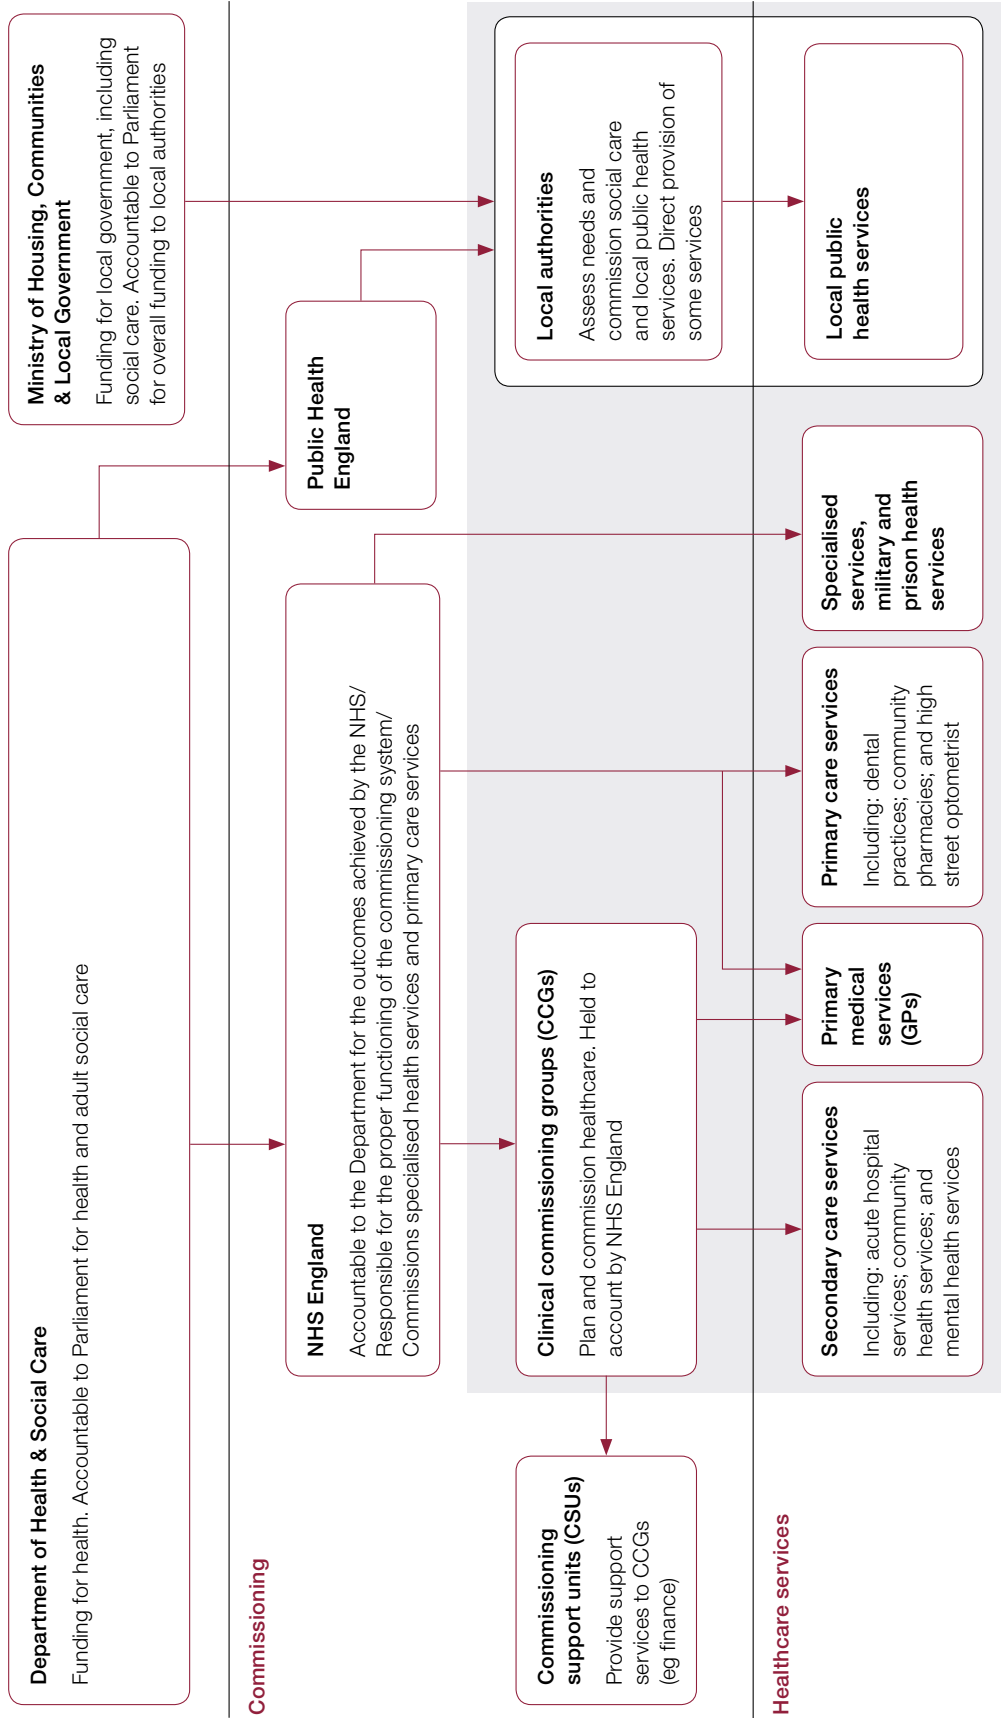 Department of Health & Social Care
Funding for health. Accountable to Parliament for health and adult social care
Ministry of Housing, Communities
& Local Government
Funding for local government, including
social care. Accountable to Parliament
for overall funding to local authorities
Commissioning
NHS England
Accountable to the Department for the outcomes achieved by the NHS/
Responsible for the proper functioning of the commissioning system/
Commissions specialised health services and primary care services
Public Health
England
Commissioning
support units (CSUs)
Provide support
services to CCGs
(eg finance)
Clinical commissioning groups (CCGs)
Plan and commission healthcare. Held to
account by NHS England
Local authorities
Assess needs and
commission social care
and local public health
services. Direct provision of
some services
Healthcare services
Secondary care services
Including: acute hospital
services; community
health services; and
mental health services
Primary
medical
services
(GPs)
Primary care services
Including: dental
practices; community
pharmacies; and high
street optometrist
Specialised
services,
military and
prison health
services
Local public
health services